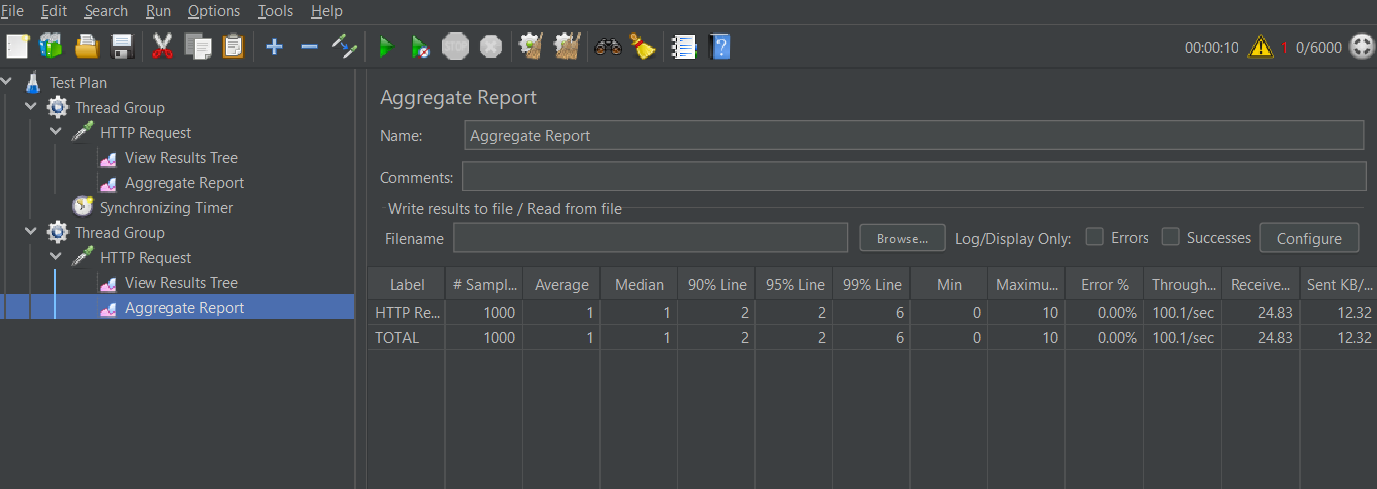 File Edit Search Run Options Tools Help
STOP 00:00:10 1 0/6000
Test Plan
Thread Group
HTTP Request
View Results Tree
Aggregate Report
Synchronizing Timer
Thread Group
HTTP Request
View Results Tree
Aggregate Report
Aggregate Report
Name: Aggregate Report
Comments:
Write results to file / Read from file
Filename Browse... Log/Display Only: Errors Successes Configure
Label # Sampl... Average Median 90% Line 95% Line 99% Line Min Maximu... Error % Through... Receive... Sent KB/...
HTTP Re... 1000 1 1 2 2 6 0 10 0.00% 100.1/sec 24.83 12.32
TOTAL 1000 1 1 2 2 6 0 10 0.00% 100.1/sec 24.83 12.32